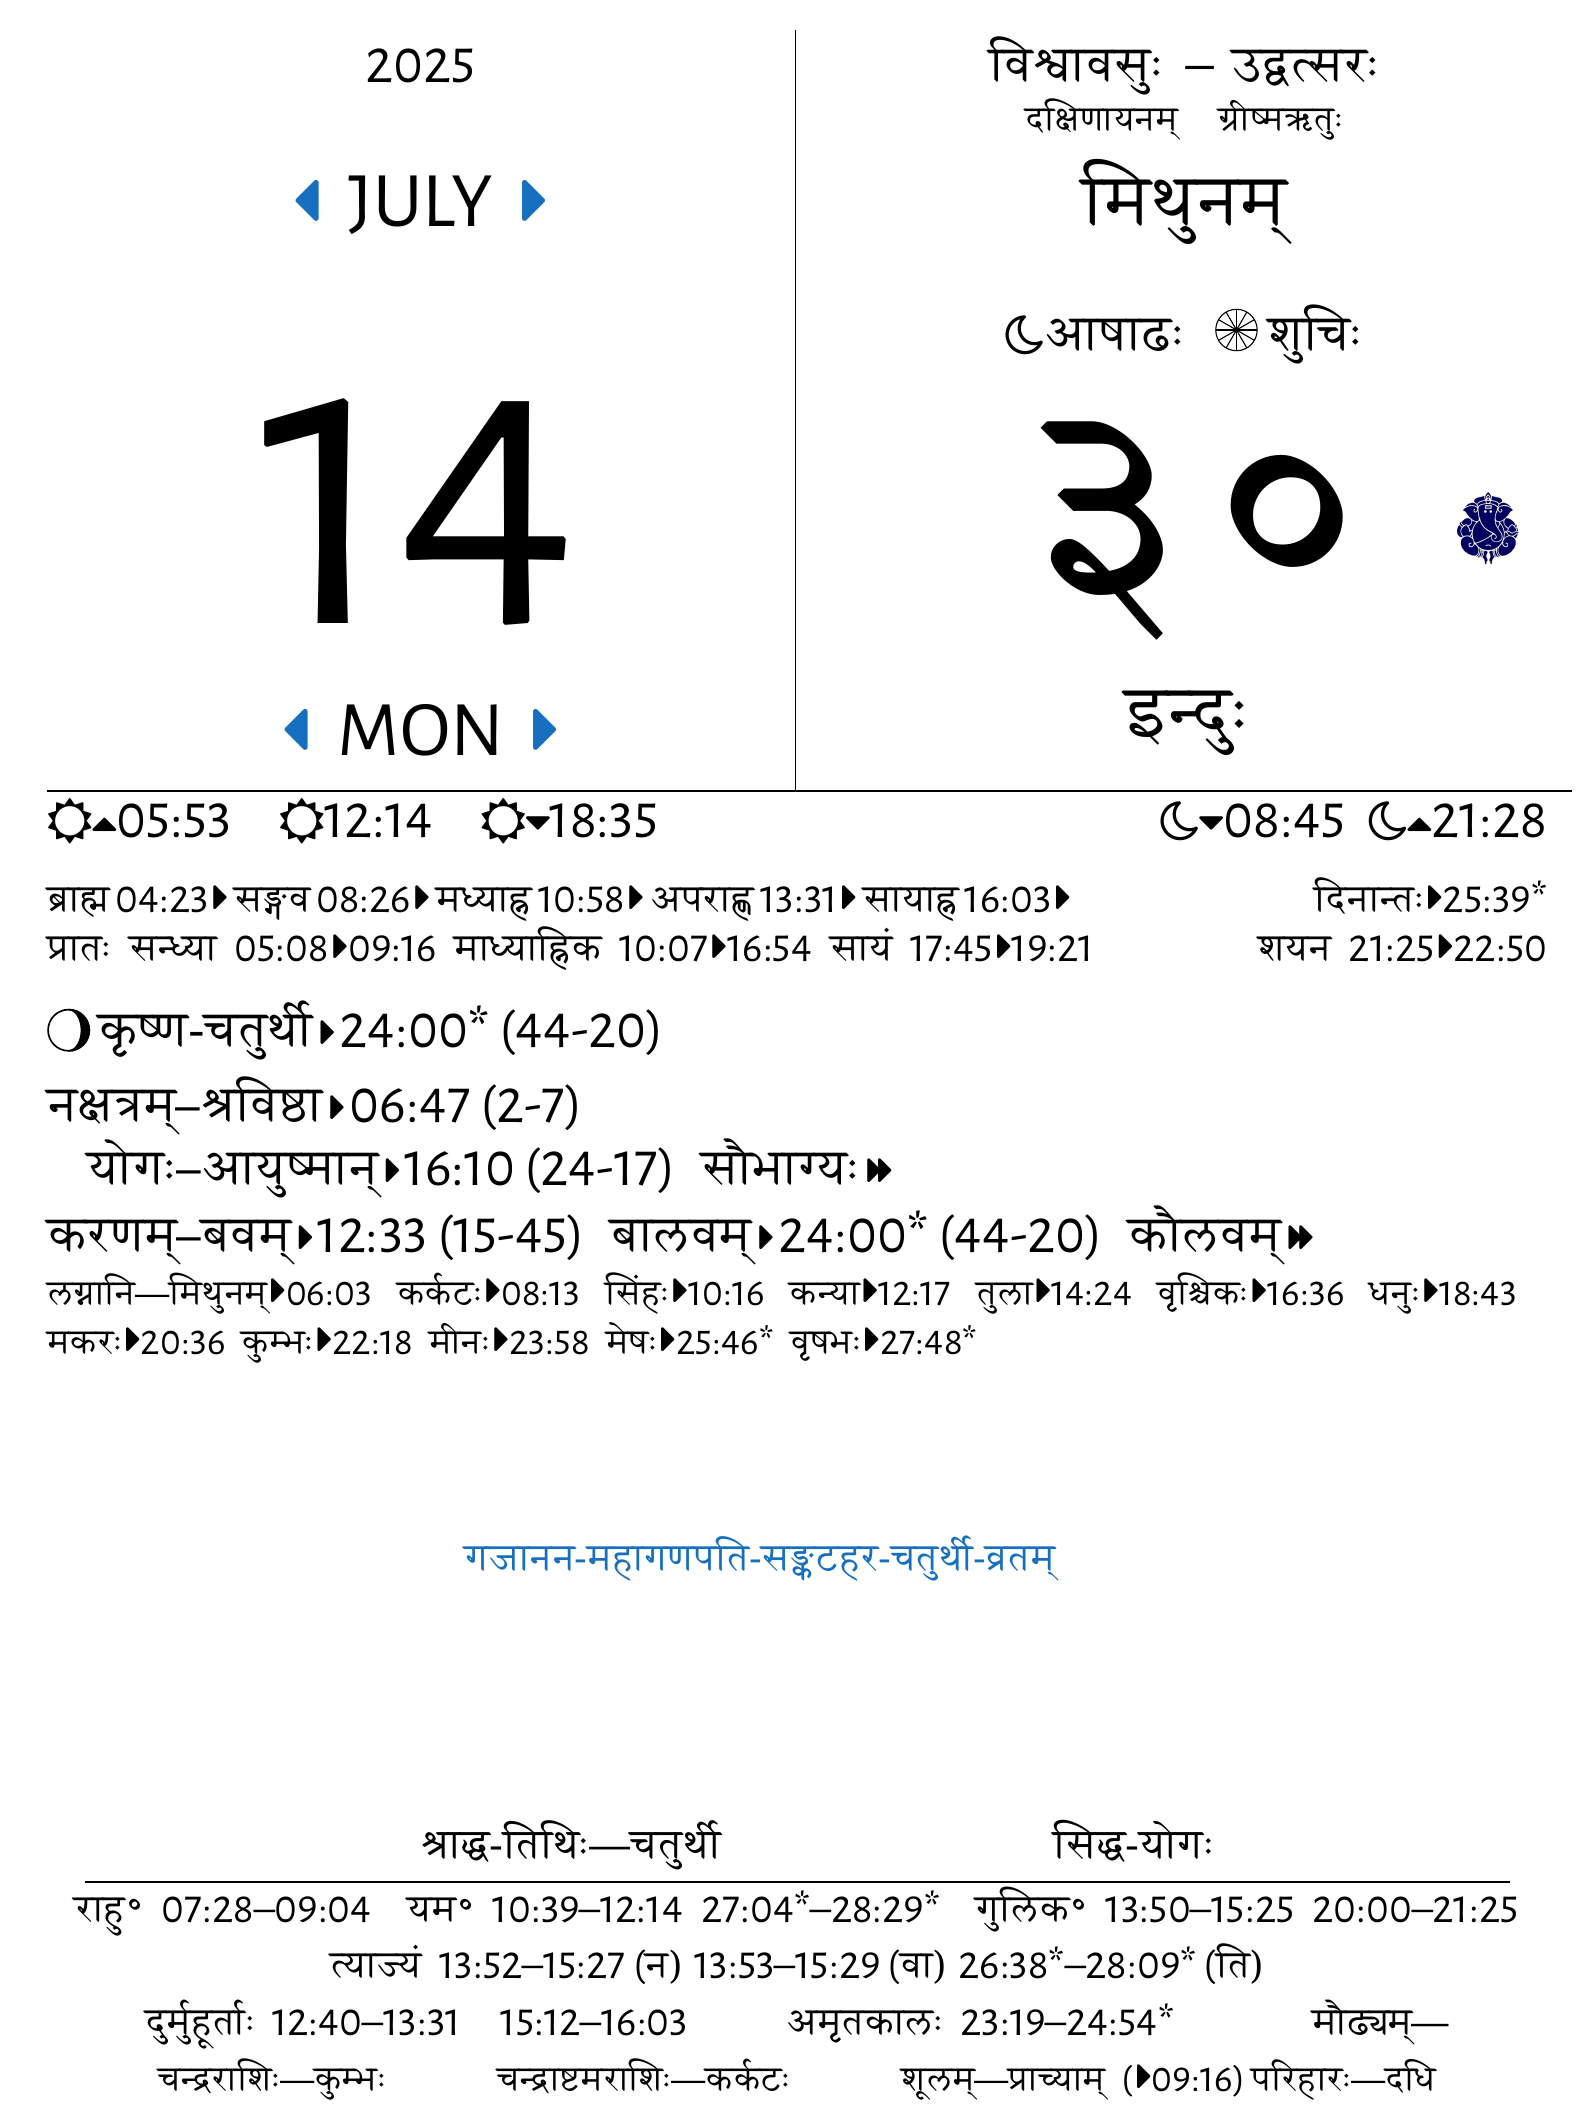 2025
JULY
14
MON
विश्वावसुः – उद्वत्सरः
दक्षिणायनम् ग्रीष्मऋतुः
मिथुनम्
आषाढः शुचिः
३०
इन्दुः
05:53 12:14 18:35 08:45 21:28
ब्राह्म 04:23 सङ्गव 08:26 मध्याह्न 10:58 अपराह्ण 13:31 सायाह्न 16:03 दिनान्तः 25:39*
प्रातः सन्ध्या 05:08 09:16 माध्याह्निक 10:07 16:54 सायं 17:45 19:21 शयन 21:25 22:50
कृष्ण-चतुर्थी 24:00* (44-20)
नक्षत्रम्–श्रविष्ठा 06:47 (2-7)
योगः–आयुष्मान् 16:10 (24-17) सौभाग्यः
करणम्–बवम् 12:33 (15-45) बालवम् 24:00* (44-20) कौलवम्
लग्नानि—मिथुनम् 06:03 कर्कटः 08:13 सिंहः 10:16 कन्या 12:17 तुला 14:24 वृश्चिकः 16:36 धनुः 18:43
मकरः 20:36 कुम्भः 22:18 मीनः 23:58 मेषः 25:46* वृषभः 27:48*
गजानन-महागणपति-सङ्कटहर-चतुर्थी-व्रतम्
श्राद्ध-तिथिः—चतुर्थी सिद्ध-योगः
राहु॰ 07:28–09:04 यम॰ 10:39–12:14 27:04*–28:29* गुलिक॰ 13:50–15:25 20:00–21:25
त्याज्यं 13:52–15:27 (न) 13:53–15:29 (वा) 26:38*–28:09* (ति)
दुर्मुहूर्ताः 12:40–13:31 15:12–16:03 अमृतकालः 23:19–24:54* मौढ्यम्—
चन्द्रराशिः—कुम्भः चन्द्राष्टमराशिः—कर्कटः शूलम्—प्राच्याम् (09:16) परिहारः—दधि